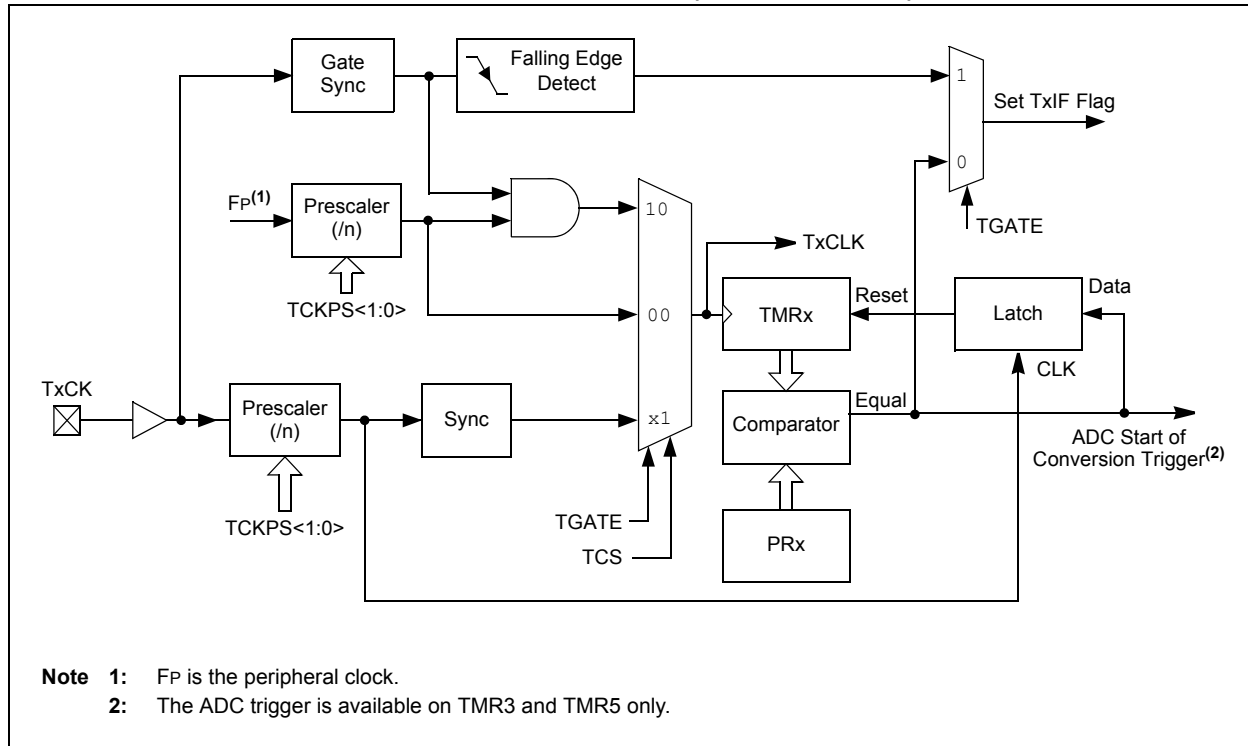 Gate
Sync
Falling Edge
Detect
1
Set TxIF Flag
0
FP(1)
Prescaler
(/n)
10
TGATE
TxCLK
TCKPS<1:0>
00
TMRx
Reset
Latch
Data
CLK
TxCK
Prescaler
(/n)
Sync
x1
Comparator
Equal
ADC Start of
Conversion Trigger(2)
TCKPS<1:0>
TGATE
TCS
PRx
Note 1: FP is the peripheral clock.
2: The ADC trigger is available on TMR3 and TMR5 only.